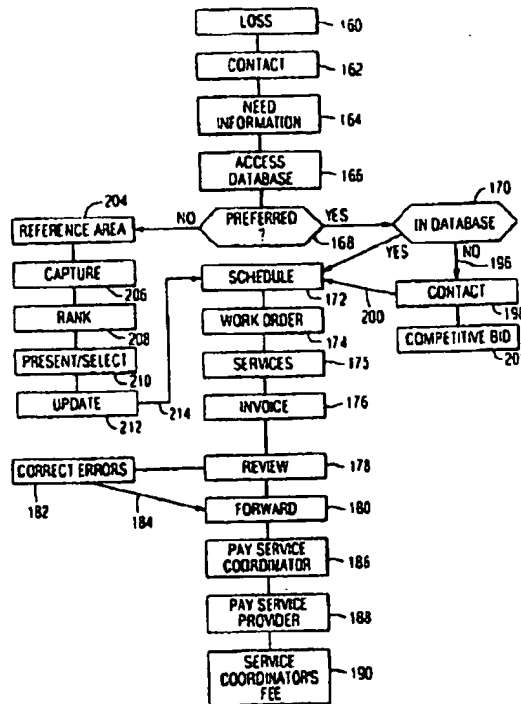 LOSS 160
CONTACT 162
NEED
INFORMATION 164
ACCESS
DATABASE 166
204 NO PREFERRED
? 168 YES 170
REFERENCE AREA IN DATABASE
YES NO
196
CAPTURE SCHEDULE 172 200 CONTACT
206 198
RANK WORK ORDER 174 COMPETITIVE BID
208
PRESENT/SELECT SERVICES 175
210
UPDATE INVOICE 176
212 214
CORRECT ERRORS REVIEW 178
182 184 FORWARD 180
PAY SERVICE
COORDINATOR 186
PAY SERVICE
PROVIDER 188
SERVICE
COORDINATOR'S
FEE 190